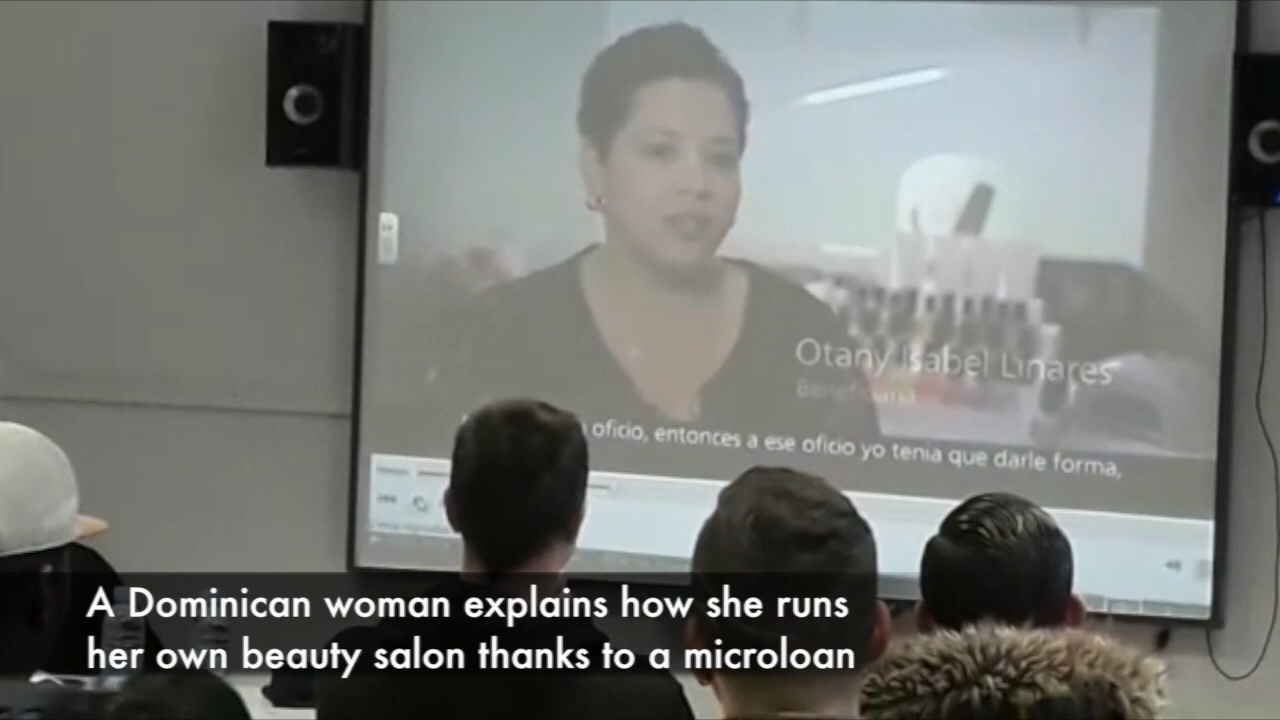 Otany Isabel Linares
Beneficiaria
oficio, entonces a ese oficio yo tenia que darle forma,
A Dominican woman explains how she runs
her own beauty salon thanks to a microloan